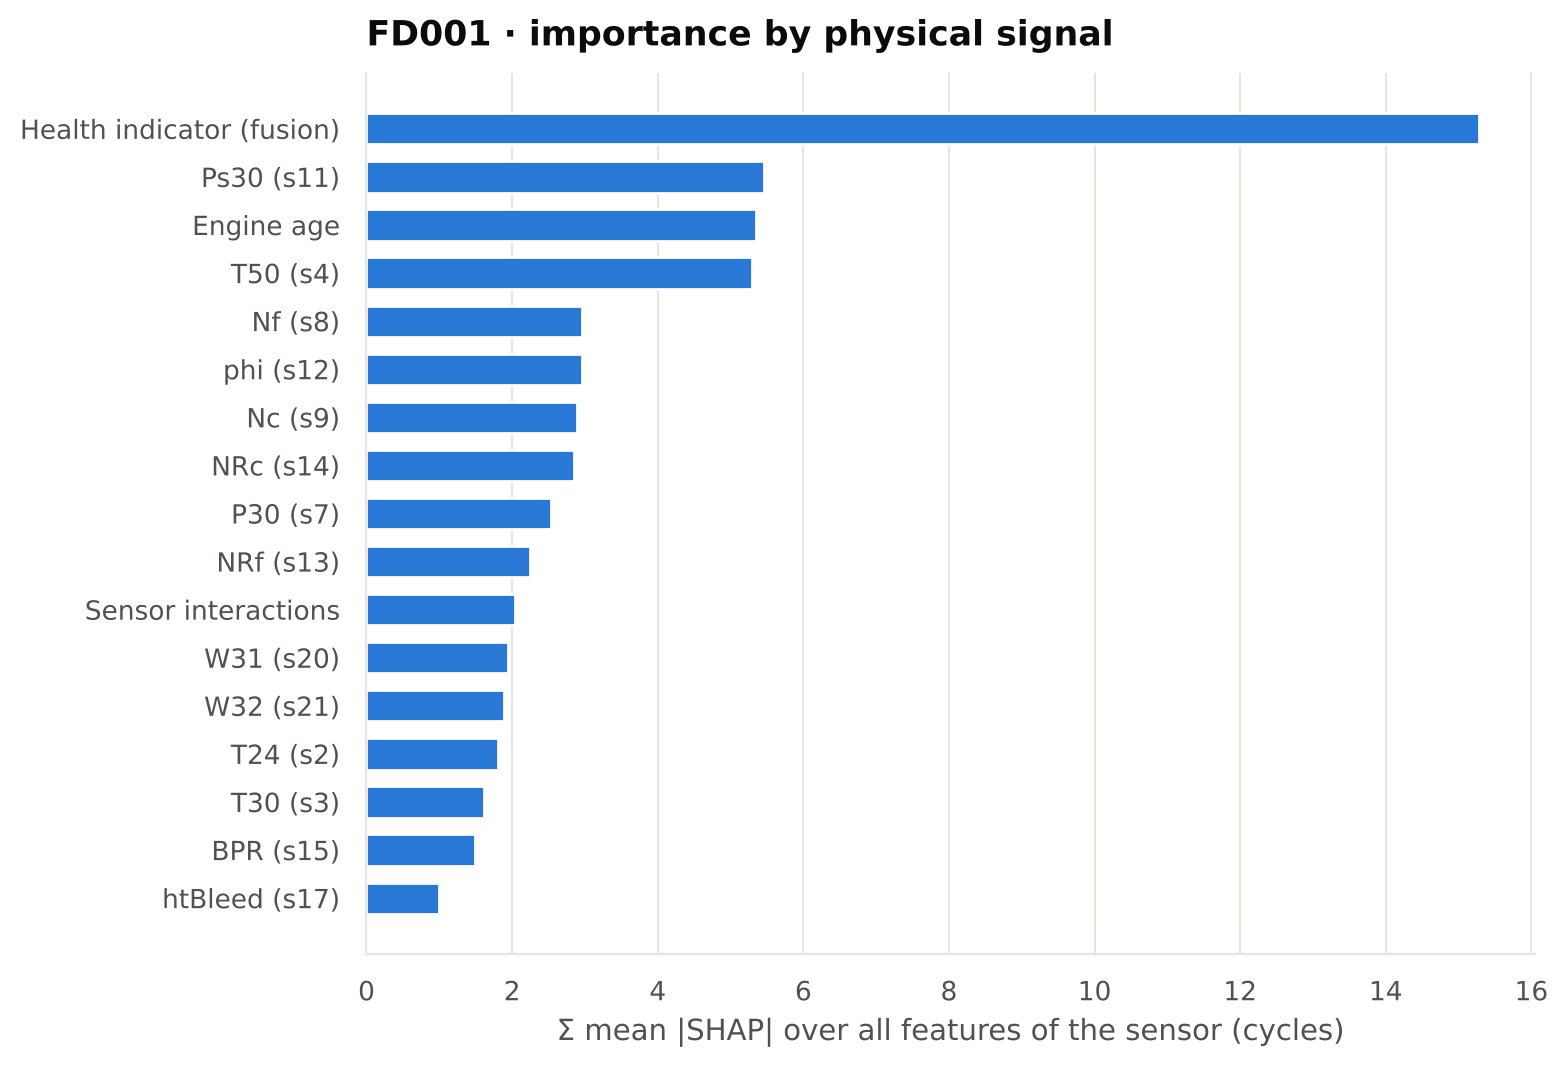 FD001 · importance by physical signal
Health indicator (fusion)
Ps30 (s11)
Engine age
T50 (s4)
Nf (s8)
phi (s12)
Nc (s9)
NRc (s14)
P30 (s7)
NRf (s13)
Sensor interactions
W31 (s20)
W32 (s21)
T24 (s2)
T30 (s3)
BPR (s15)
htBleed (s17)
0 2 4 6 8 10 12 14 16
Σ mean |SHAP| over all features of the sensor (cycles)